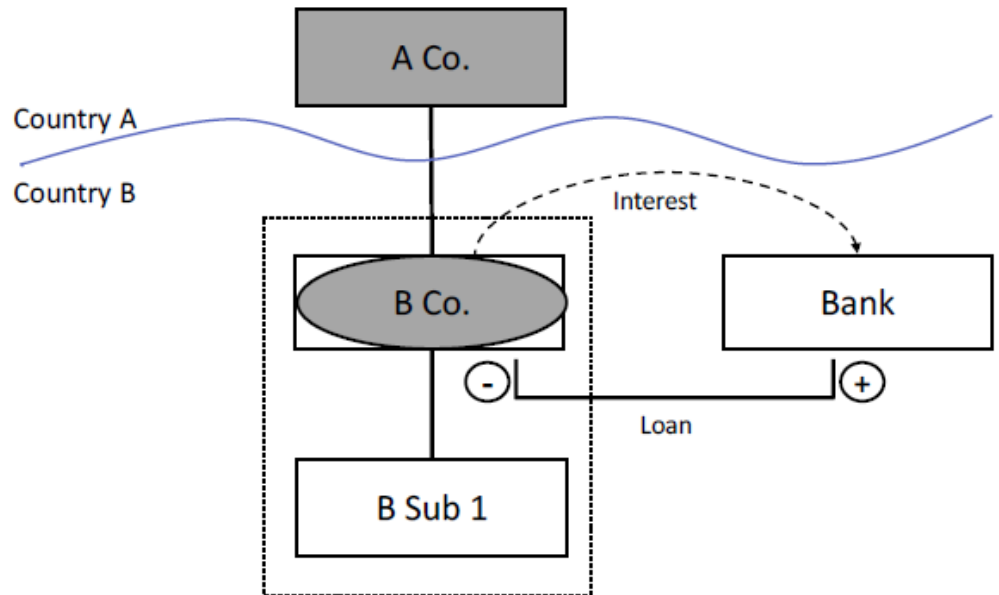 A Co.
Country A
Country B
Interest
B Co.
Bank
-
+
Loan
B Sub 1